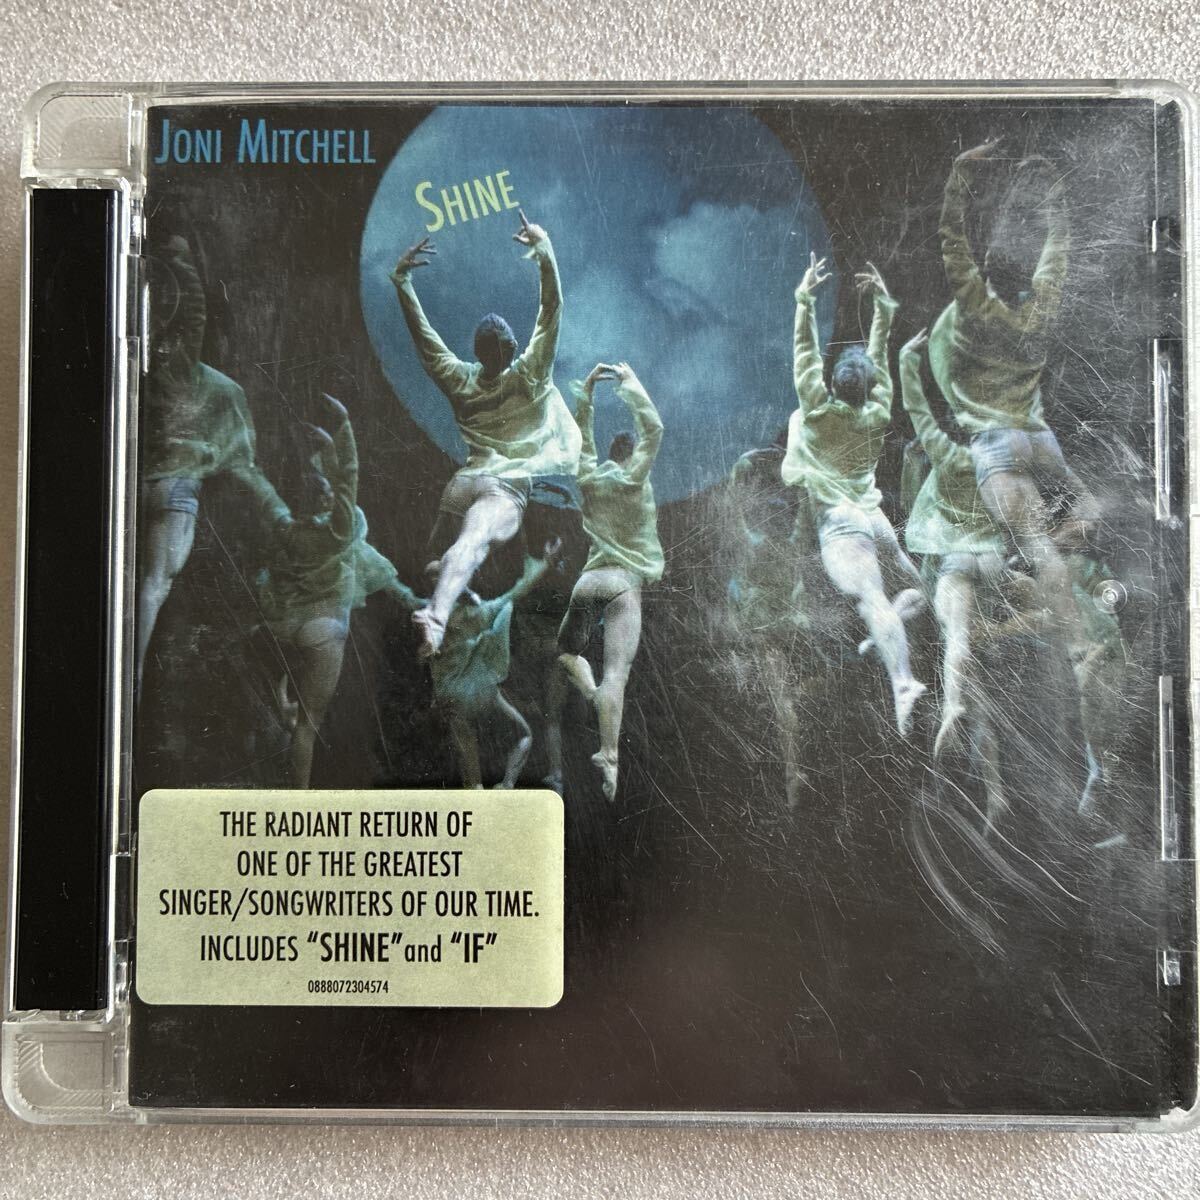 JONI MITCHELL
SHINE
THE RADIANT RETURN OF
ONE OF THE GREATEST
SINGER/SONGWRITERS OF OUR TIME.
INCLUDES "SHINE" and "IF"
0888072304574